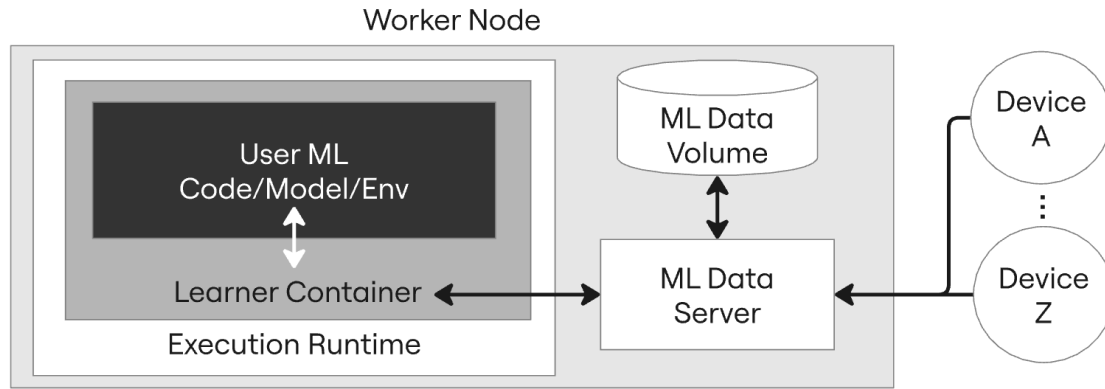 Worker Node
User ML
Code/Model/Env
Learner Container
Execution Runtime
ML Data
Volume
ML Data
Server
Device
A
Device
Z